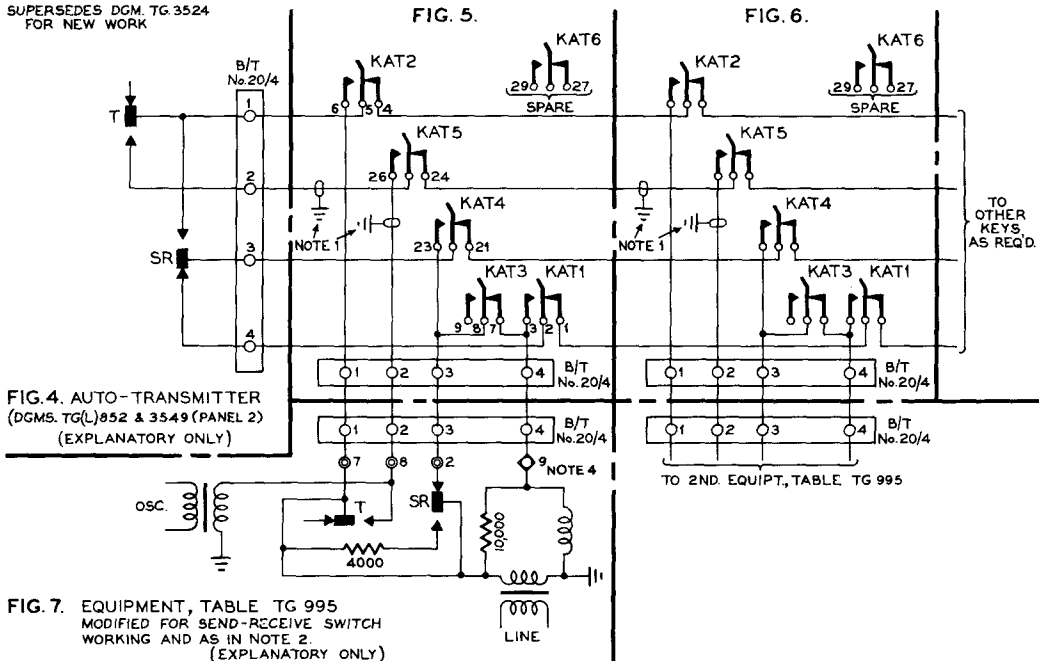 SUPERSEDES DGM. TG. 3524
FOR NEW WORK
FIG. 5.
FIG. 6.
B/T
No. 20/4
1
2
3
4
T
SR
KAT2
6 5 4
KAT6
29 27
SPARE
KAT5
26 24
NOTE 1
KAT4
23 21
KAT3
9 8 7
KAT1
3 2 1
KAT2
KAT6
29 27
SPARE
KAT5
NOTE 1
KAT4
KAT3
KAT1
TO
OTHER
KEYS,
AS REQ'D.
1 2 3 4
B/T
No. 20/4
1 2 3 4
B/T
No. 20/4
FIG. 4. AUTO-TRANSMITTER
(DGMS. TG(L)852 & 3549 (PANEL 2)
(EXPLANATORY ONLY)
1 2 3 4
B/T
No. 20/4
1 2 3 4
B/T
No. 20/4
7 8 2 9 NOTE 4
TO 2ND. EQUIPT., TABLE TG 995
OSC.
T
SR
4000
10,000
LINE
FIG. 7. EQUIPMENT, TABLE TG 995
MODIFIED FOR SEND-RECEIVE SWITCH
WORKING AND AS IN NOTE 2.
(EXPLANATORY ONLY)